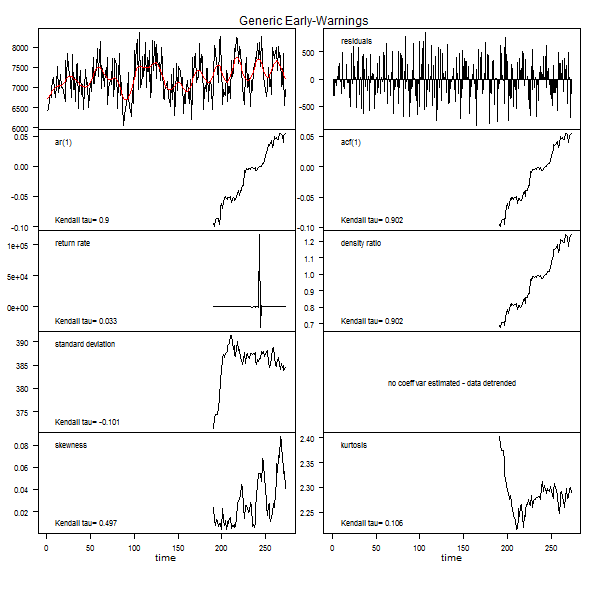 Generic Early-Warnings
8000
7500
7000
6500
6000
residuals
500
0
-500
ar(1)
0.05
0.00
-0.05
-0.10
Kendall tau= 0.9
acf(1)
0.05
0.00
-0.05
-0.10
Kendall tau= 0.902
return rate
1e+05
5e+04
0e+00
Kendall tau= 0.033
density ratio
1.2
1.1
1.0
0.9
0.8
0.7
Kendall tau= 0.902
standard deviation
390
385
380
375
Kendall tau= -0.101
no coeff var estimated - data detrended
skewness
0.08
0.06
0.04
0.02
Kendall tau= 0.497
0 50 100 150 200 250
time
kurtosis
2.40
2.35
2.30
2.25
Kendall tau= 0.106
0 50 100 150 200 250
time